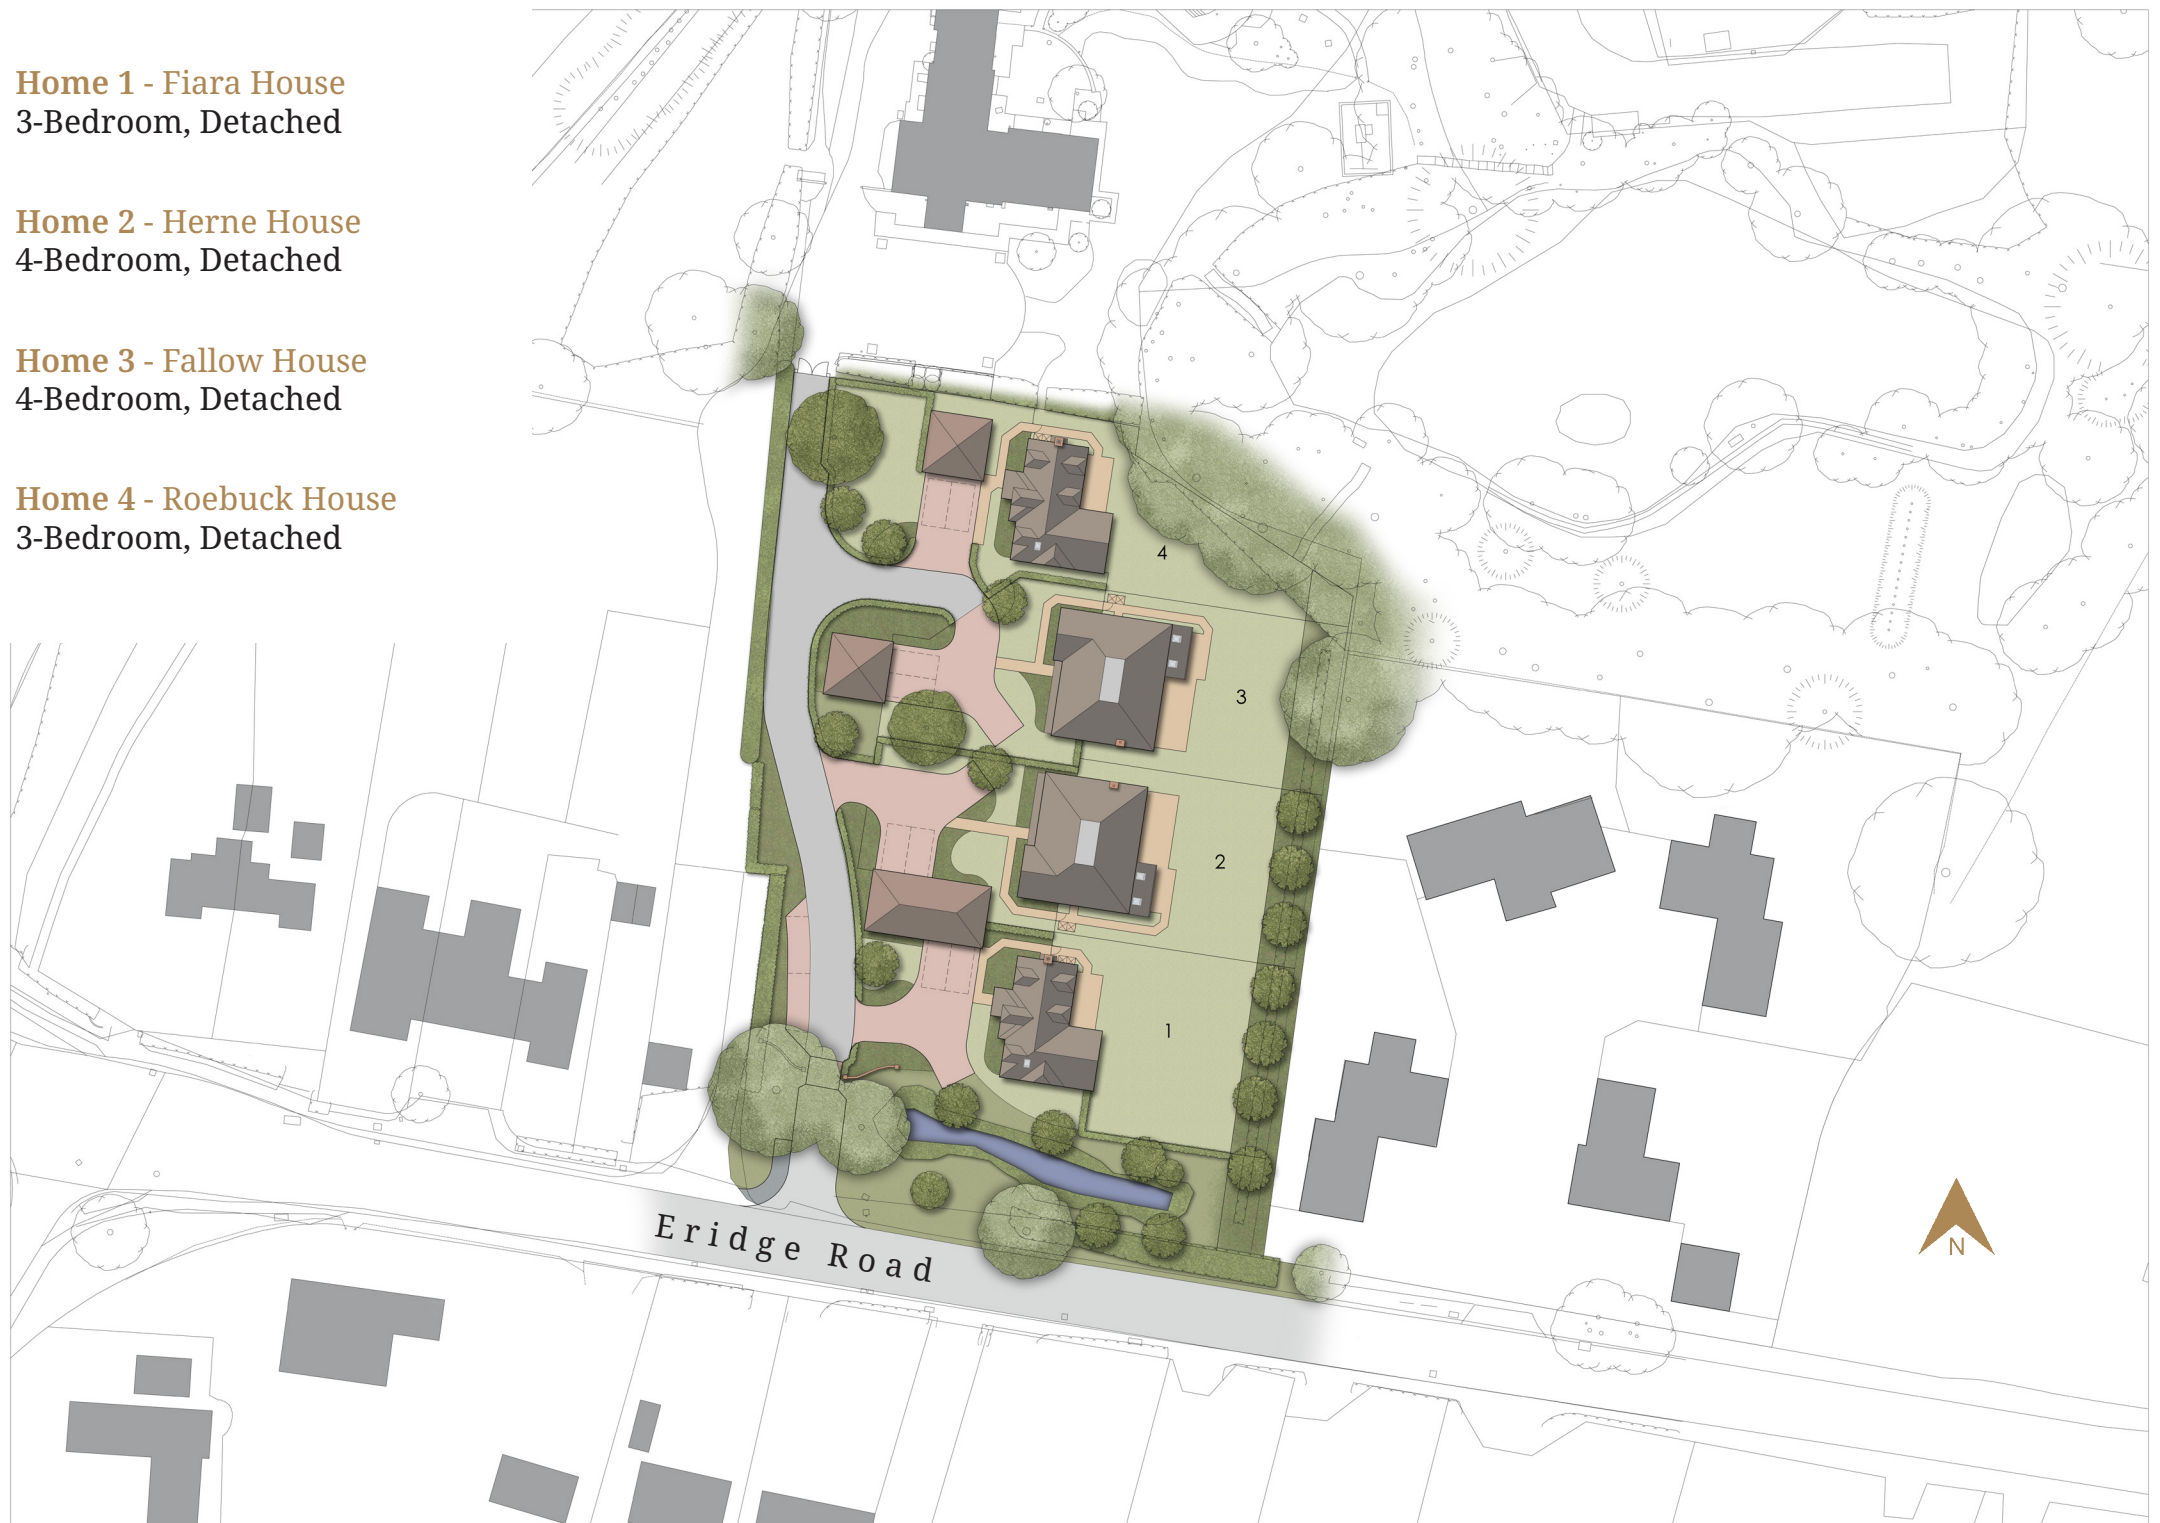 Home 1 - Fiara House
3-Bedroom, Detached
Home 2 - Herne House
4-Bedroom, Detached
Home 3 - Fallow House
4-Bedroom, Detached
Home 4 - Roebuck House
3-Bedroom, Detached
4
3
2
1
Eridge Road
N